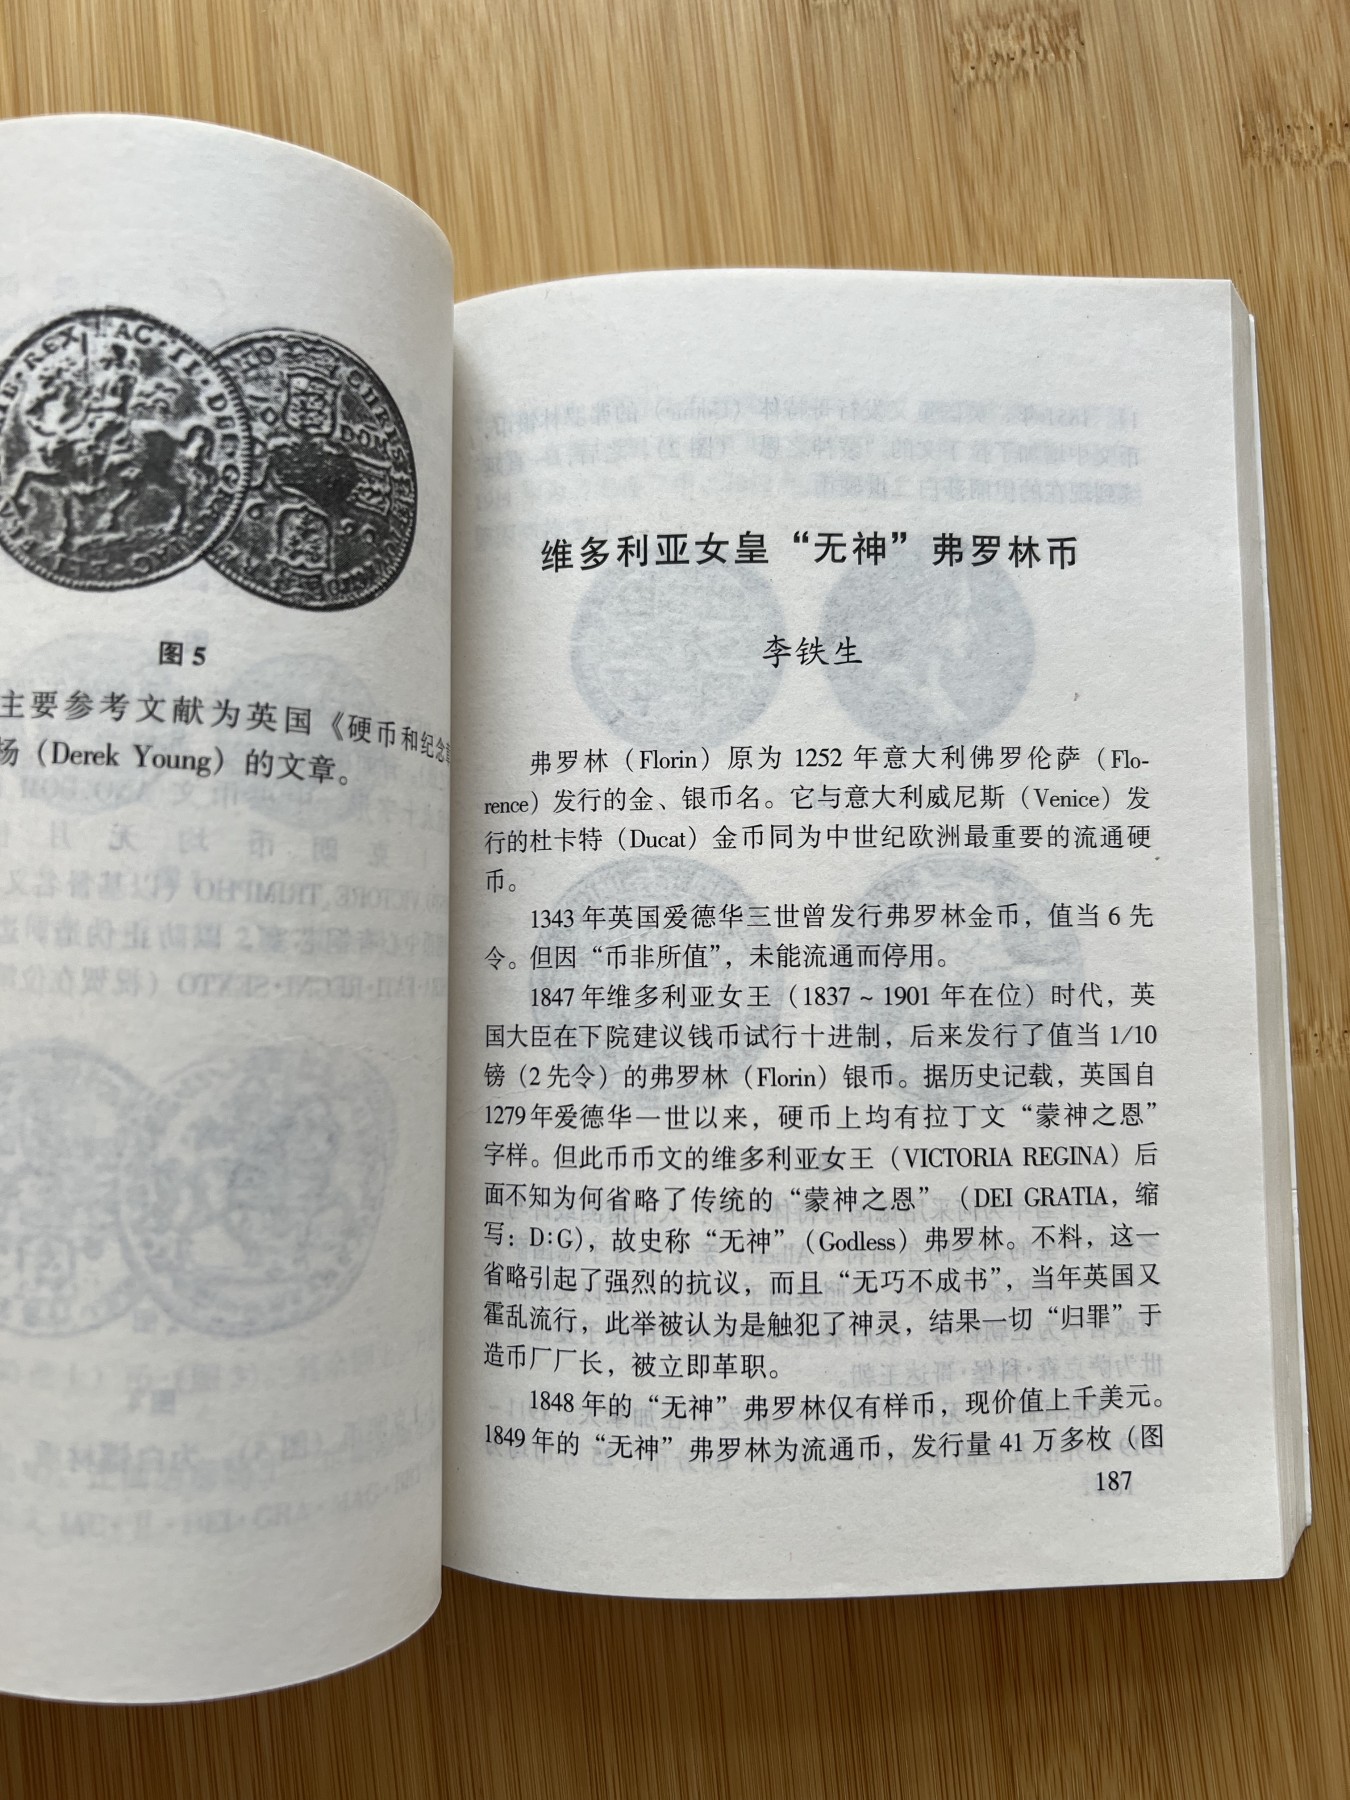 图5
主要参考文献为英国《硬币和纪念章
杨（Derek Young）的文章。
维多利亚女皇“无神”弗罗林币
李铁生
弗罗林（Florin）原为1252年意大利佛罗伦萨（Flo-
rence）发行的金、银币名。它与意大利威尼斯（Venice）发
行的杜卡特（Ducat）金币同为中世纪欧洲最重要的流通硬
币。
1343年英国爱德华三世曾发行弗罗林金币，值当6先
令。但因“币非所值”，未能流通而停用。
1847年维多利亚女王（1837~1901年在位）时代，英
国大臣在下院建议钱币试行十进制，后来发行了值当1/10
镑（2先令）的弗罗林（Florin）银币。据历史记载，英国自
1279年爱德华一世以来，硬币上均有拉丁文“蒙神之恩”
字样。但此币币文的维多利亚女王（VICTORIA REGINA）后
面不知为何省略了传统的“蒙神之恩”（DEI GRATIA，缩
写：D:G），故史称“无神”（Godless）弗罗林。不料，这一
省略引起了强烈的抗议，而且“无巧不成书”，当年英国又
霍乱流行，此举被认为是触犯了神灵，结果一切“归罪”于
造币厂厂长，被立即革职。
1848年的“无神”弗罗林仅有样币，现价值上千美元。
1849年的“无神”弗罗林为流通币，发行量41万多枚（图
187